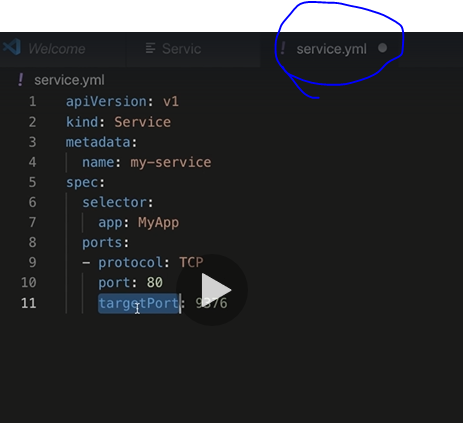 Welcome
Servic
! service.yml
! service.yml
1 apiVersion: v1
2 kind: Service
3 metadata:
4 name: my-service
5 spec:
6 selector:
7 app: MyApp
8 ports:
9 - protocol: TCP
10 port: 80
11 targetPort: 9376